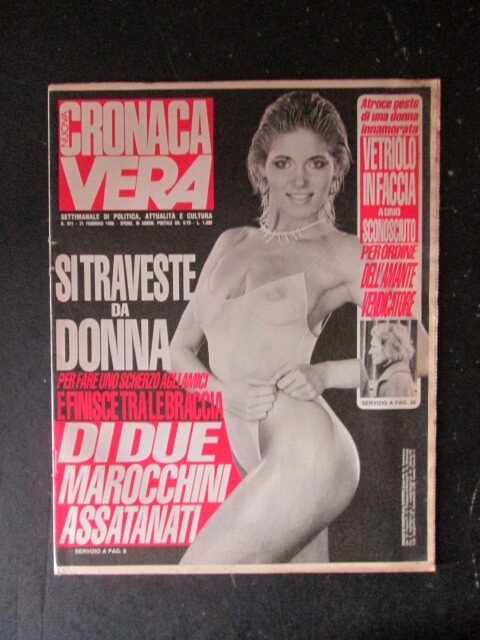 NUOVA
CRONACA
VERA
SETTIMANALE DI POLITICA, ATTUALITÀ E CULTURA
SI TRAVESTE
DA
DONNA
PER FARE UNO SCHERZO AGLI AMICI
E FINISCE TRA LE BRACCIA
DI DUE
MAROCCHINI
ASSATANATI
SERVIZIO A PAG. 8
Atroce gesto
di una donna
innamorata
VETRIOLO
IN FACCIA
A UNO
SCONOSCIUTO
PER ORDINE
DELL'AMANTE
VENDICATORE
SERVIZIO A PAG.